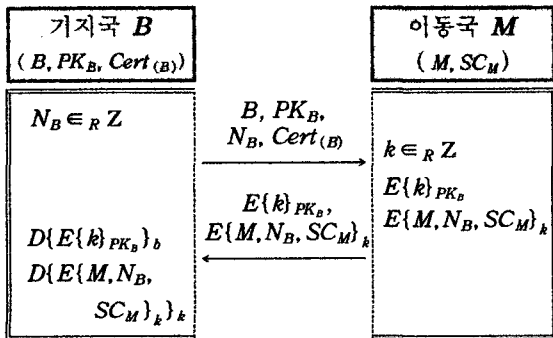 기지국 B
( B, PK_B, Cert_(B) )
이동국 M
( M, SC_M )
N_B ∈_R Z
B, PK_B,
N_B, Cert_(B)
k ∈_R Z
E{k}_PK_B
E{M, N_B, SC_M}_k
E{k}_PK_B,
E{M, N_B, SC_M}_k
D{E{k}_PK_B}_b
D{E{M, N_B,
SC_M}_k}_k